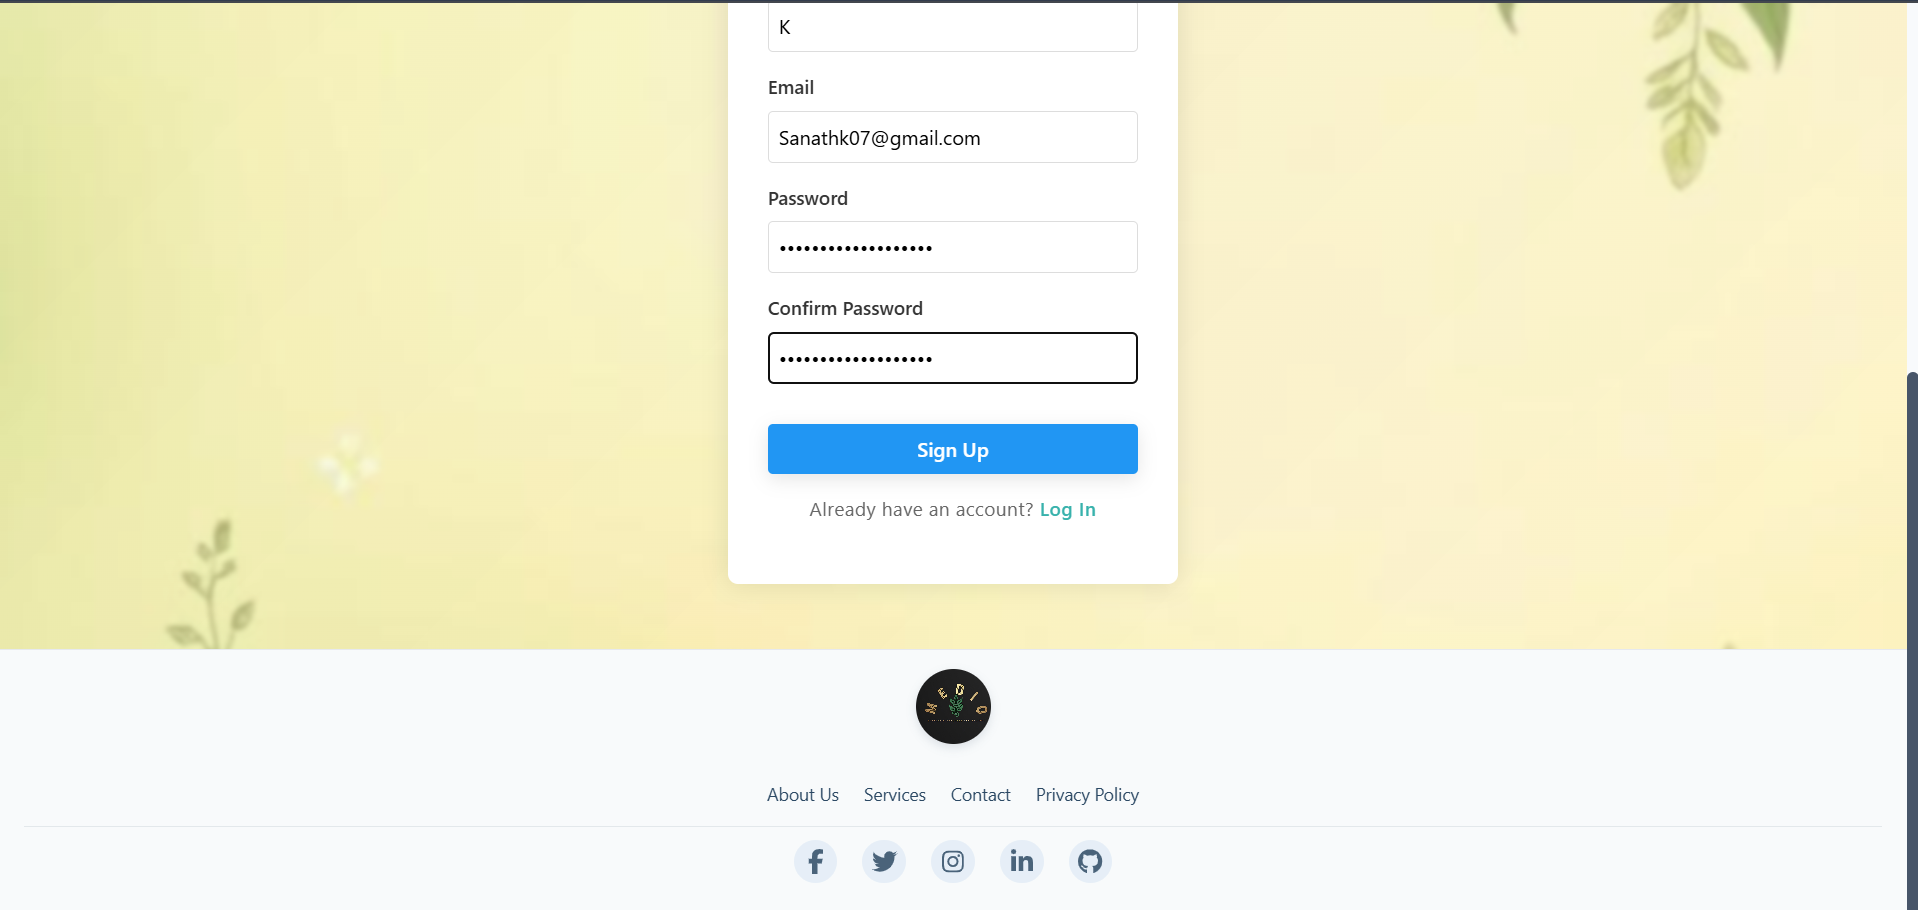 K
Email
Sanathk07@gmail.com
Password
•••••••••••••••••••
Confirm Password
•••••••••••••••••••
Sign Up
Already have an account? Log In
MEDIQ
About Us Services Contact Privacy Policy